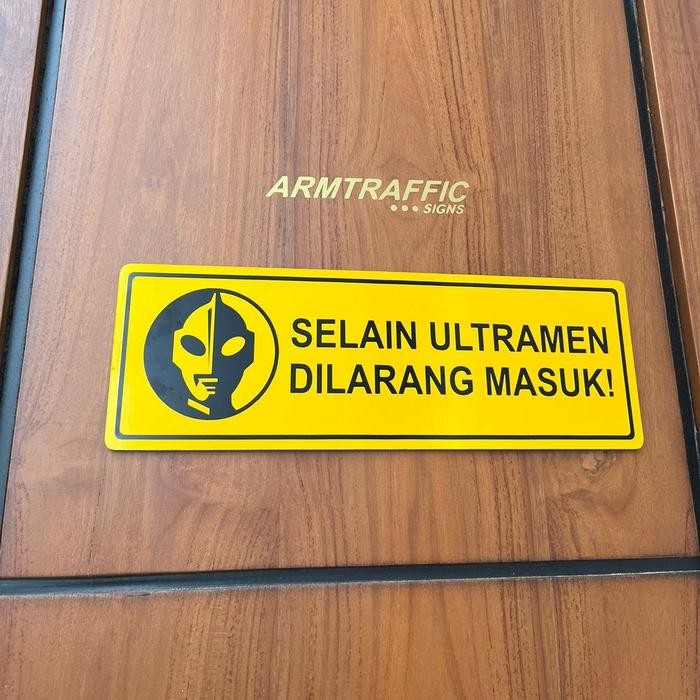 ARMTRAFFIC
SIGNS
SELAIN ULTRAMEN
DILARANG MASUK!